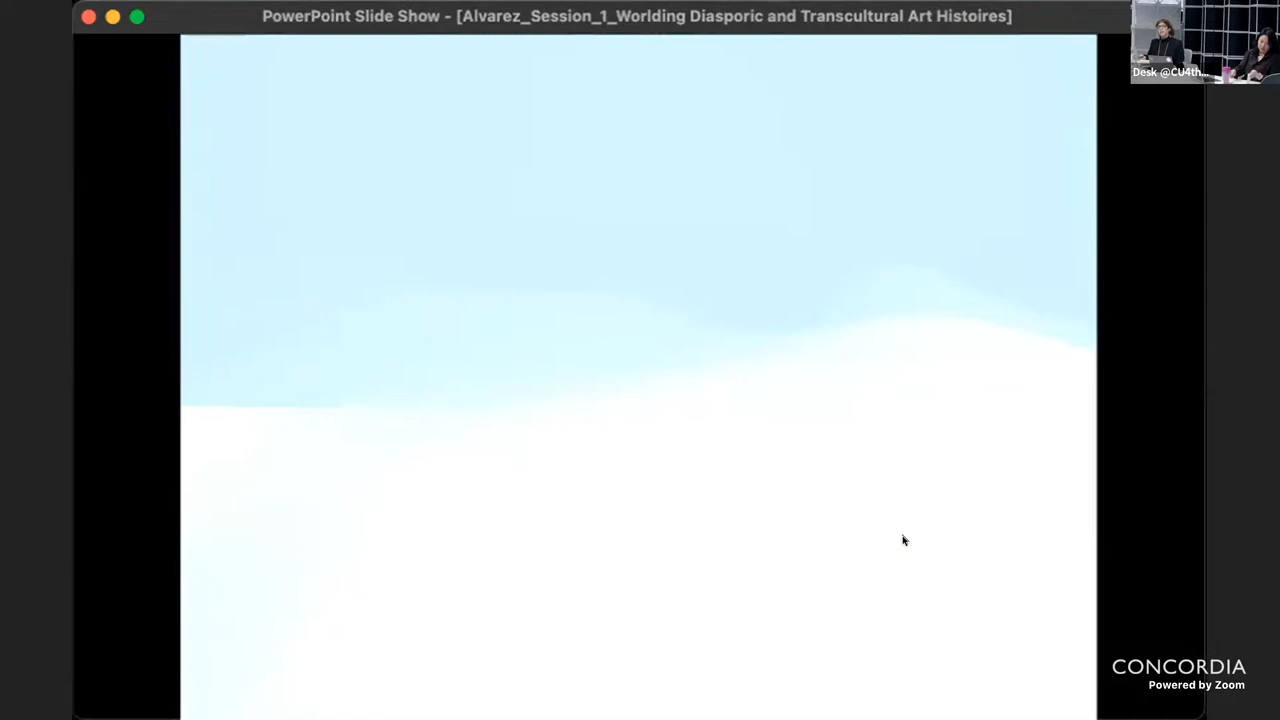 PowerPoint Slide Show - [Alvarez_Session_1_Worlding Diasporic and Transcultural Art Histoires]
Desk @CU4th...
CONCORDIA
Powered by Zoom